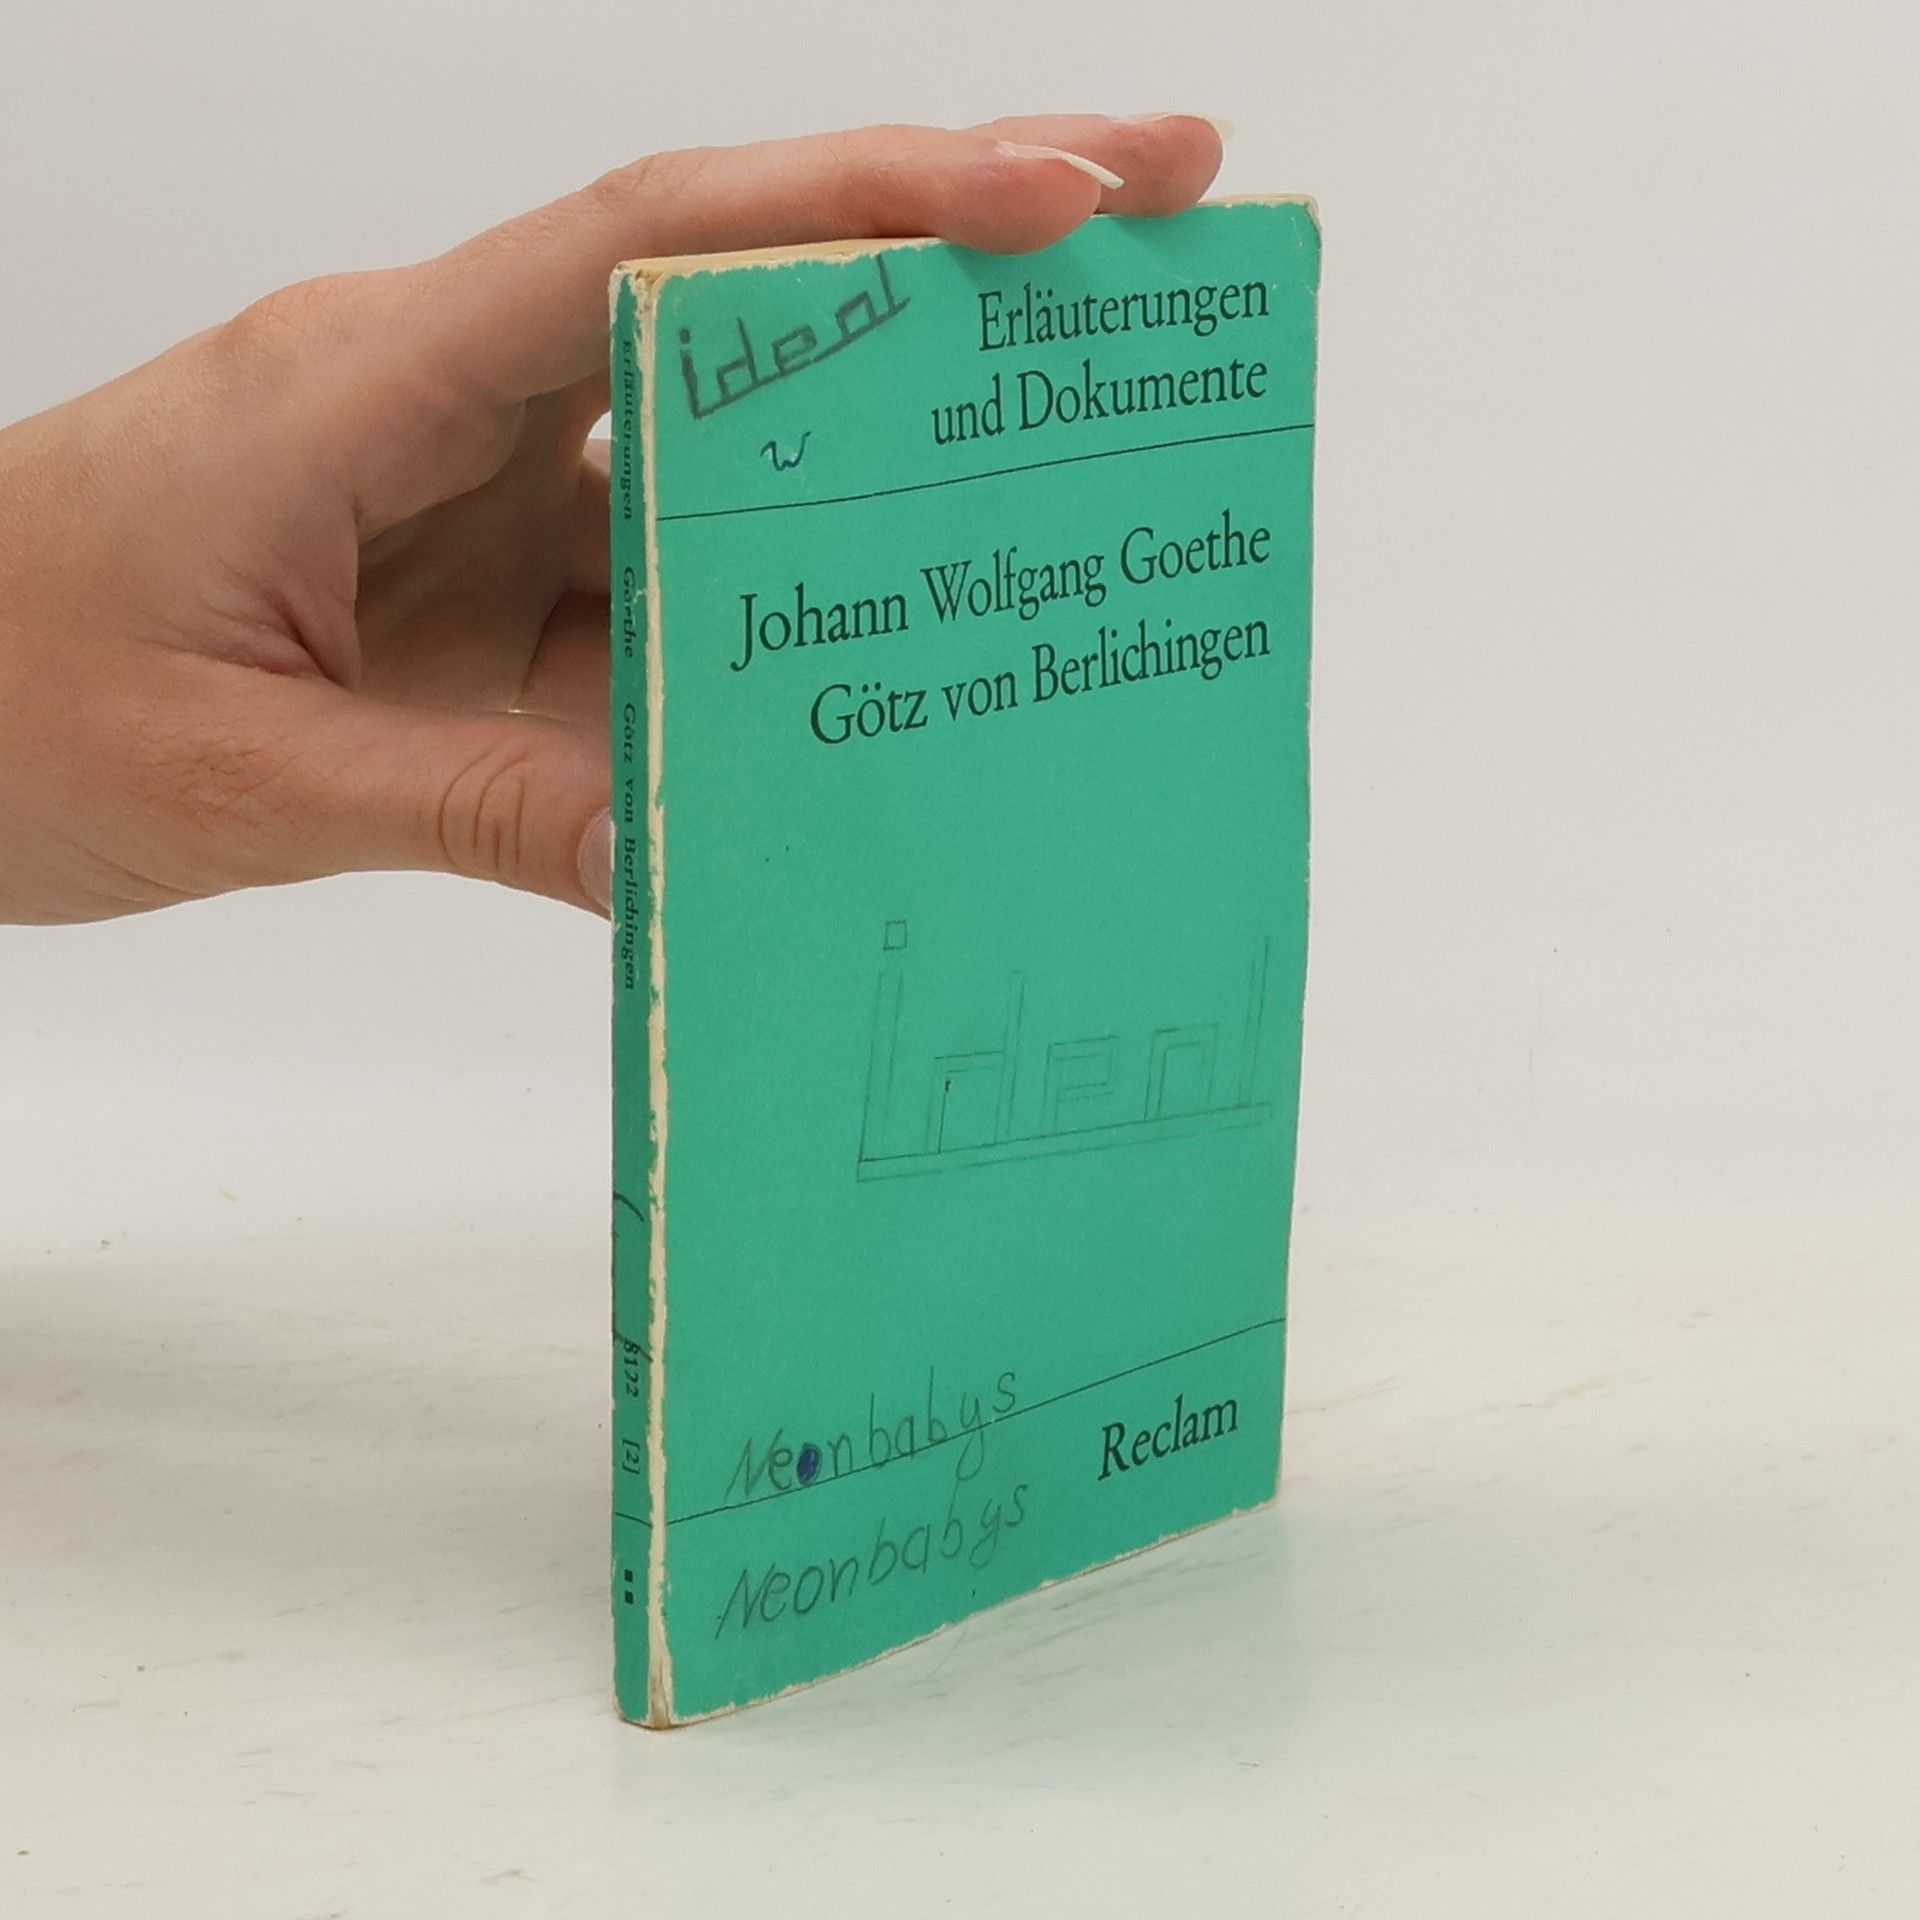 ideal
Erläuterungen
und Dokumente
w
Johann Wolfgang Goethe
Götz von Berlichingen
ideal
Neonbabys
Reclam
Neonbabys
Erläuterungen Goethe Götz von Berlichingen 8122 [2]